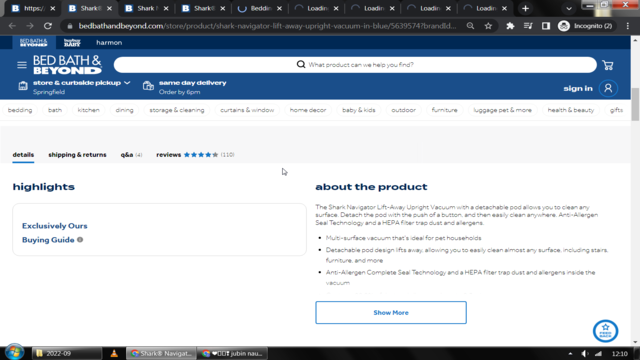 https:/
Shark
Shark
Shark
Bedding
Loading
Loading
Loading
Loading
bedbathandbeyond.com/store/product/shark-navigator-lift-away-upright-vacuum-in-blue/5639574?brandId...
Incognito (2)
BED BATH & BEYOND
buybuy BABY
harmon
BED BATH &
BEYOND
What product can we help you find?
store & curbside pickup
Springfield
same day delivery
Order by 6pm
sign in
bedding bath kitchen dining storage & cleaning curtains & window home decor baby & kids outdoor furniture luggage pet & more health & beauty gifts
details shipping & returns q&a (4) reviews (110)
highlights
Exclusively Ours
Buying Guide
about the product
The Shark Navigator Lift-Away Upright Vacuum with a detachable pod allows you to clean any
surface. Detach the pod with the push of a button, and then easily clean anywhere. Anti-Allergen
Seal Technology and a HEPA filter trap dust and allergens.
• Multi-surface vacuum that's ideal for pet households
• Detachable pod design lifts away, allowing you to easily clean almost any surface, including stairs,
furniture, and more
• Anti-Allergen Complete Seal Technology and a HEPA filter trap dust and allergens inside the
vacuum
Show More
FEED
BACK
2022-09
Shark® Navigat...
jubin nau...
12:10